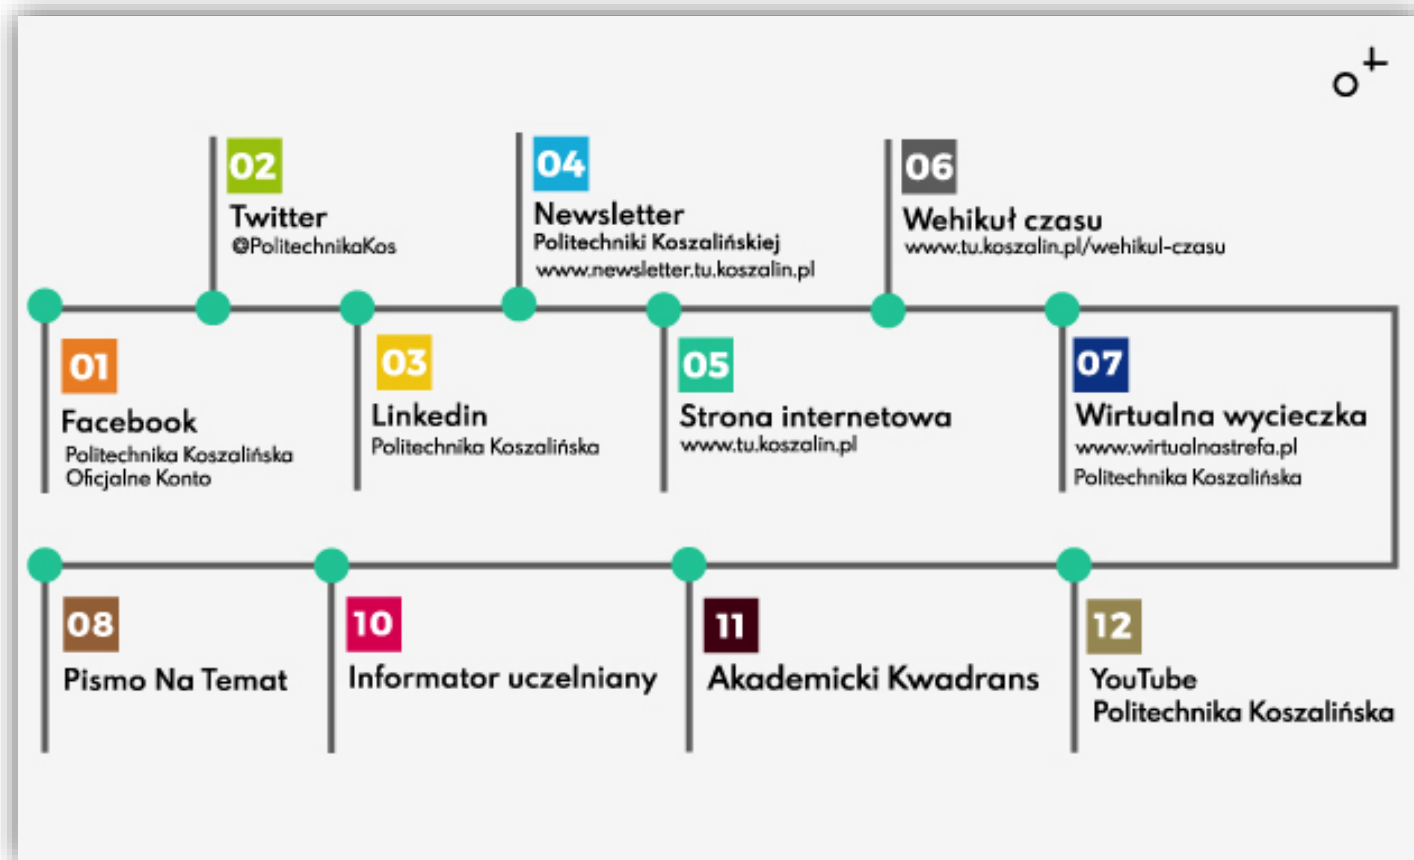 02
Twitter
@PolitechnikaKos
04
Newsletter
Politechniki Koszalińskiej
www.newsletter.tu.koszalin.pl
06
Wehikuł czasu
www.tu.koszalin.pl/wehikul-czasu
01
Facebook
Politechnika Koszalińska
Oficjalne Konto
03
Linkedin
Politechnika Koszalińska
05
Strona internetowa
www.tu.koszalin.pl
07
Wirtualna wycieczka
www.wirtualnastrefa.pl
Politechnika Koszalińska
08
Pismo Na Temat
10
Informator uczelniany
11
Akademicki Kwadrans
12
YouTube
Politechnika Koszalińska